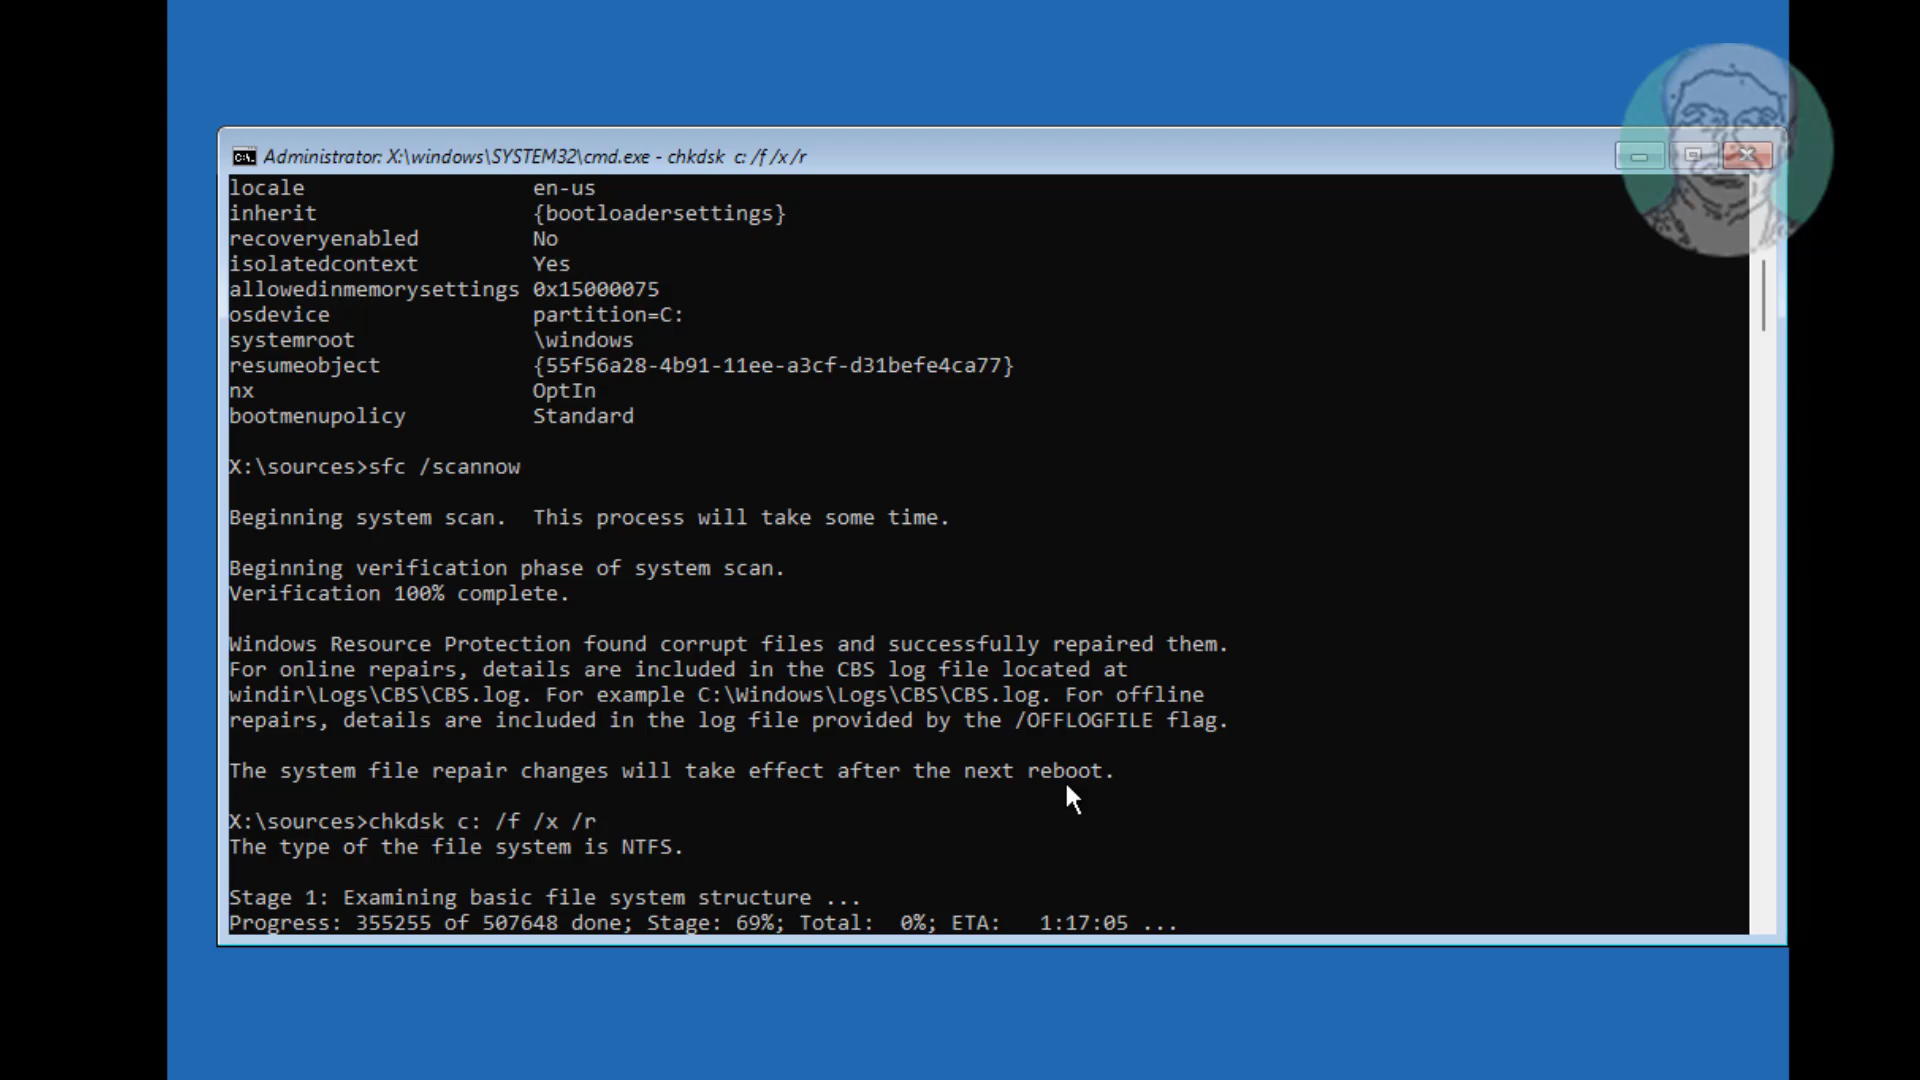 Administrator: X:\windows\SYSTEM32\cmd.exe - chkdsk c: /f /x /r
locale en-us
inherit {bootloadersettings}
recoveryenabled No
isolatedcontext Yes
allowedinmemorysettings 0x15000075
osdevice partition=C:
systemroot \windows
resumeobject {55f56a28-4b91-11ee-a3cf-d31befe4ca77}
nx OptIn
bootmenupolicy Standard
X:\sources>sfc /scannow
Beginning system scan.  This process will take some time.
Beginning verification phase of system scan.
Verification 100% complete.
Windows Resource Protection found corrupt files and successfully repaired them.
For online repairs, details are included in the CBS log file located at
windir\Logs\CBS\CBS.log. For example C:\Windows\Logs\CBS\CBS.log. For offline
repairs, details are included in the log file provided by the /OFFLOGFILE flag.
The system file repair changes will take effect after the next reboot.
X:\sources>chkdsk c: /f /x /r
The type of the file system is NTFS.
Stage 1: Examining basic file system structure ...
Progress: 355255 of 507648 done; Stage: 69%; Total:  0%; ETA:   1:17:05 ...